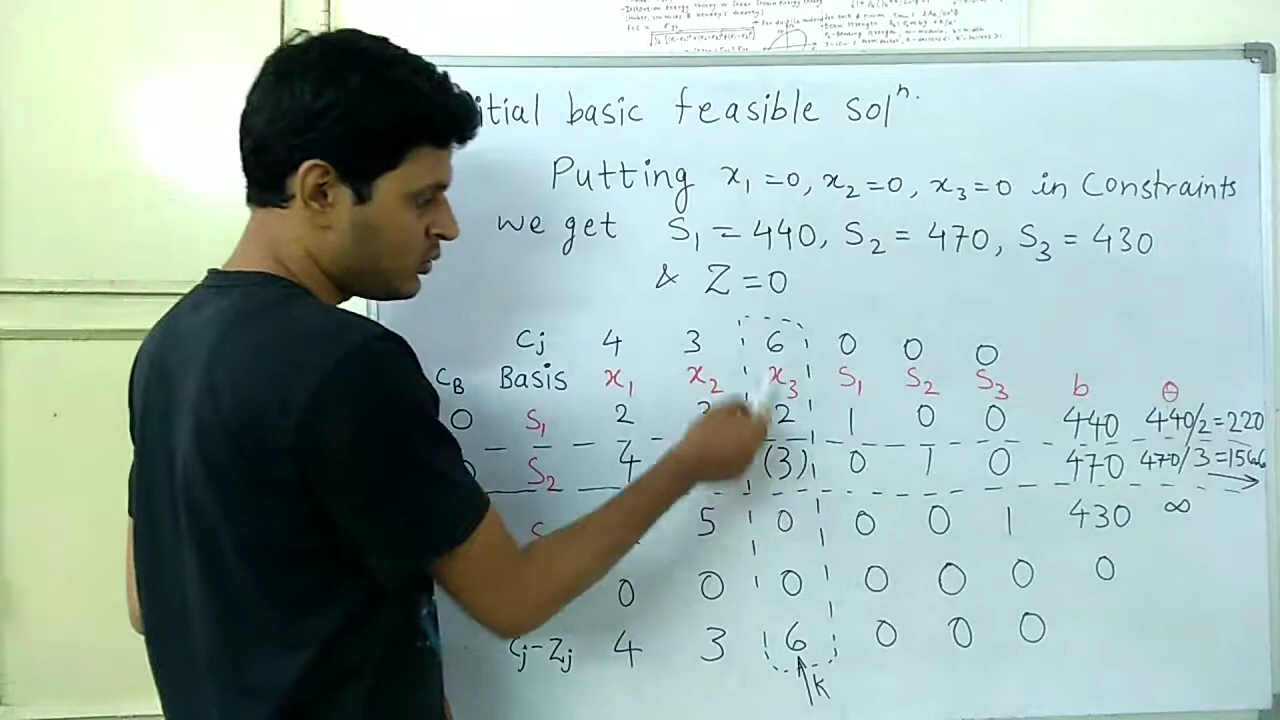 itial basic feasible solⁿ.
Putting x₁=0, x₂=0, x₃=0 in Constraints
we get S₁ = 440, S₂ = 470, S₃ = 430
& Z = 0
Cj 4 3 6 0 0 0
CB Basis x₁ x₂ x₃ S₁ S₂ S₃ b θ
0 S₁ 2 2 1 0 0 440 440/2=220
0 S₂ 4 (3) 0 1 0 470 470/3=156.6
5 0 0 0 1 430 ∞
0 0 0 0 0 0 0
Cj-Zj 4 3 6 0 0 0
K